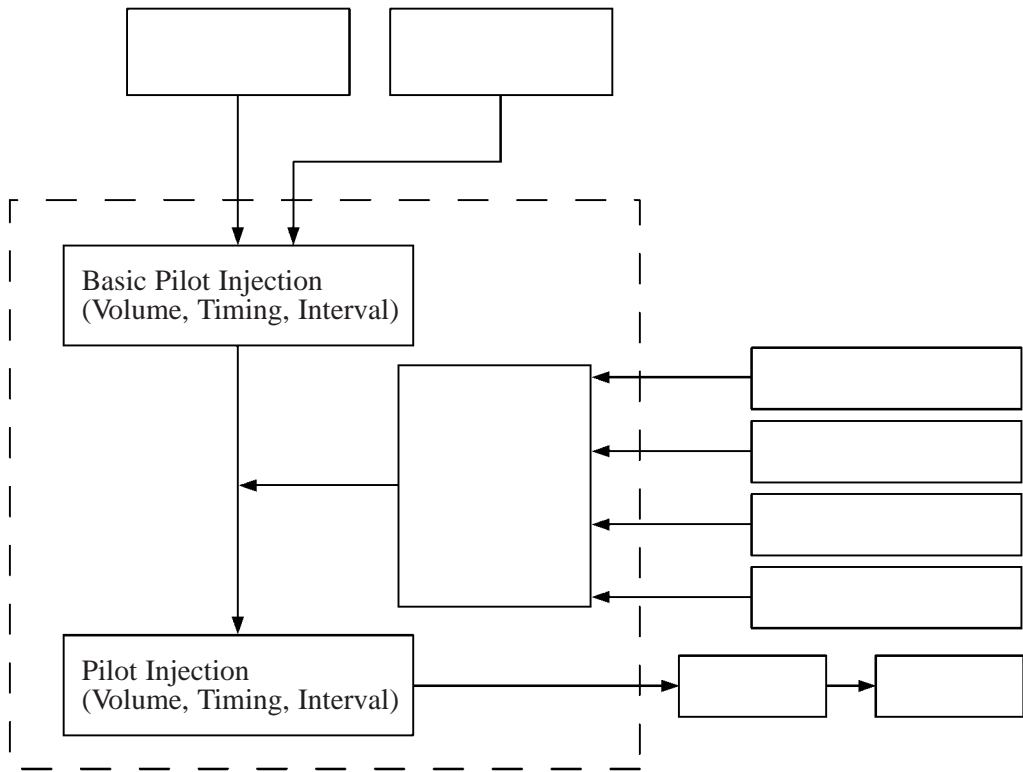 Basic Pilot Injection
(Volume, Timing, Interval)
Pilot Injection
(Volume, Timing, Interval)